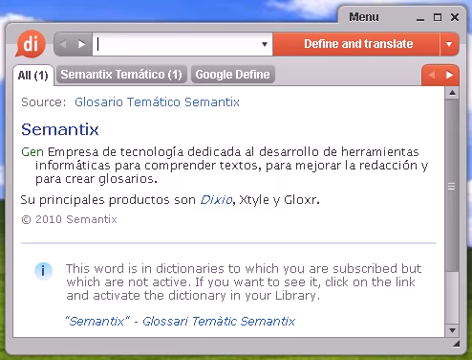 Menu
di
Define and translate
All (1)
Semantix Temático (1)
Google Define
Source: Glosario Temático Semantix
Semantix
Gen Empresa de tecnología dedicada al desarrollo de herramientas
informáticas para comprender textos, para mejorar la redacción y
para crear glosarios.
Su principales productos son Dixio, Xtyle y Gloxr.
© 2010 Semantix
i
This word is in dictionaries to which you are subscribed but
which are not active. If you want to see it, click on the link
and activate the dictionary in your Library.
"Semantix" - Glossari Temàtic Semantix